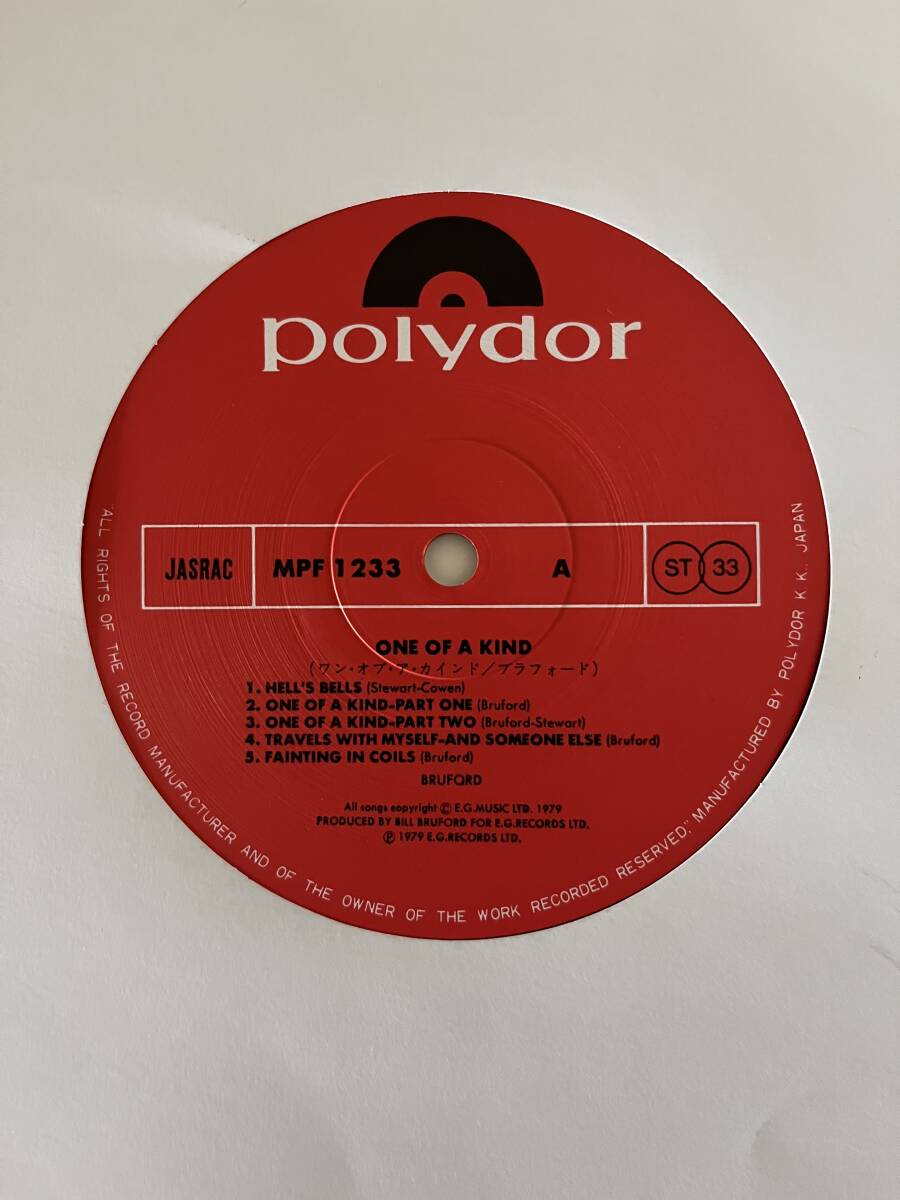 polydor
JASRAC MPF 1233 A ST 33
ONE OF A KIND
(ワン・オブ・ア・カインド/ブラフォード)
1. HELL'S BELLS (Stewart-Cowen)
2. ONE OF A KIND-PART ONE (Bruford)
3. ONE OF A KIND-PART TWO (Bruford-Stewart)
4. TRAVELS WITH MYSELF-AND SOMEONE ELSE (Bruford)
5. FAINTING IN COILS (Bruford)
BRUFORD
All songs copyright © E.G.MUSIC LTD. 1979
PRODUCED BY BILL BRUFORD FOR E.G.RECORDS LTD.
℗ 1979 E.G.RECORDS LTD.
"ALL RIGHTS OF THE RECORD MANUFACTURER AND OF THE OWNER OF THE WORK RECORDED RESERVED," MANUFACTURED BY POLYDOR K.K., JAPAN